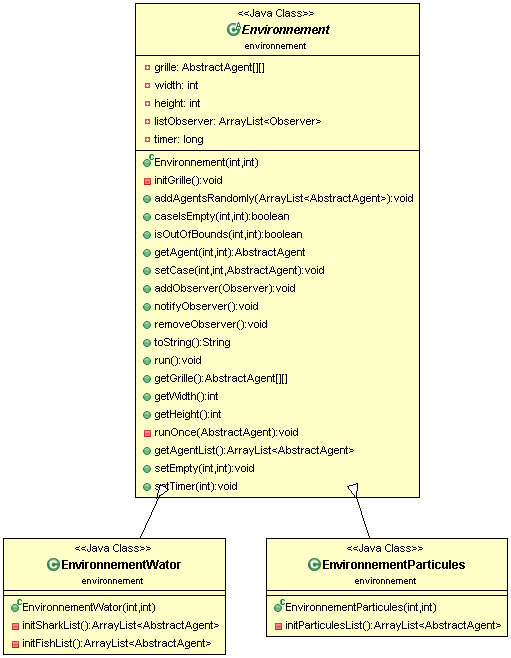 <<Java Class>>
Environnement
environnement
grille: AbstractAgent[][]
width: int
height: int
listObserver: ArrayList<Observer>
timer: long
Environnement(int,int)
initGrille():void
addAgentsRandomly(ArrayList<AbstractAgent>):void
caseIsEmpty(int,int):boolean
isOutOfBounds(int,int):boolean
getAgent(int,int):AbstractAgent
setCase(int,int,AbstractAgent):void
addObserver(Observer):void
notifyObserver():void
removeObserver():void
toString():String
run():void
getGrille():AbstractAgent[][]
getWidth():int
getHeight():int
runOnce(AbstractAgent):void
getAgentList():ArrayList<AbstractAgent>
setEmpty(int,int):void
setTimer(int):void
<<Java Class>>
EnvironnementWator
environnement
EnvironnementWator(int,int)
initSharkList():ArrayList<AbstractAgent>
initFishList():ArrayList<AbstractAgent>
<<Java Class>>
EnvironnementParticules
environnement
EnvironnementParticules(int,int)
initParticulesList():ArrayList<AbstractAgent>